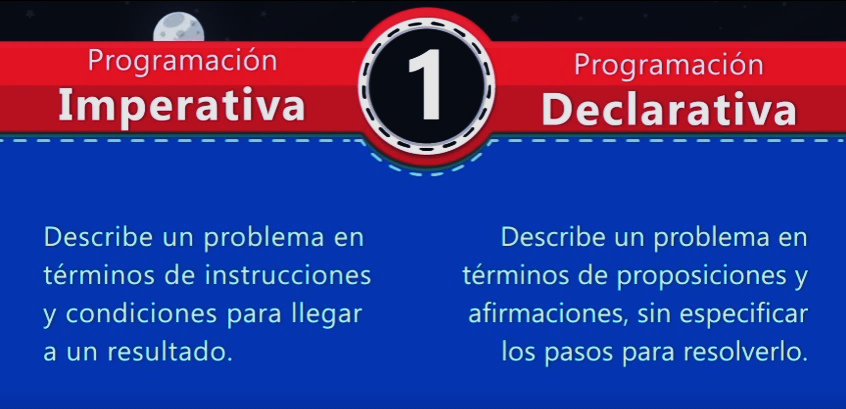 Programación
Imperativa
1
Programación
Declarativa
Describe un problema en
términos de instrucciones
y condiciones para llegar
a un resultado.
Describe un problema en
términos de proposiciones y
afirmaciones, sin especificar
los pasos para resolverlo.